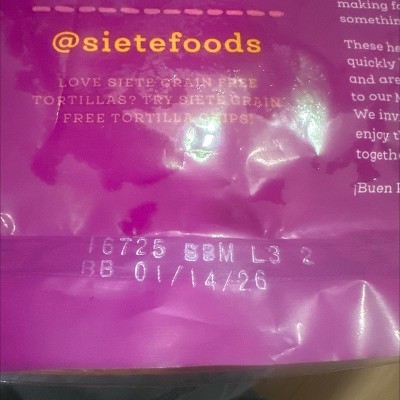 @sietefoods
LOVE SIETE GRAIN FREE
TORTILLAS? TRY SIETE GRAIN
FREE TORTILLA CHIPS!
making fo
somethin
These he
quickly
and are
to our
We inv
enjoy t
togeth
¡Buen
16725 BBM L3 2
BB 01/14/26